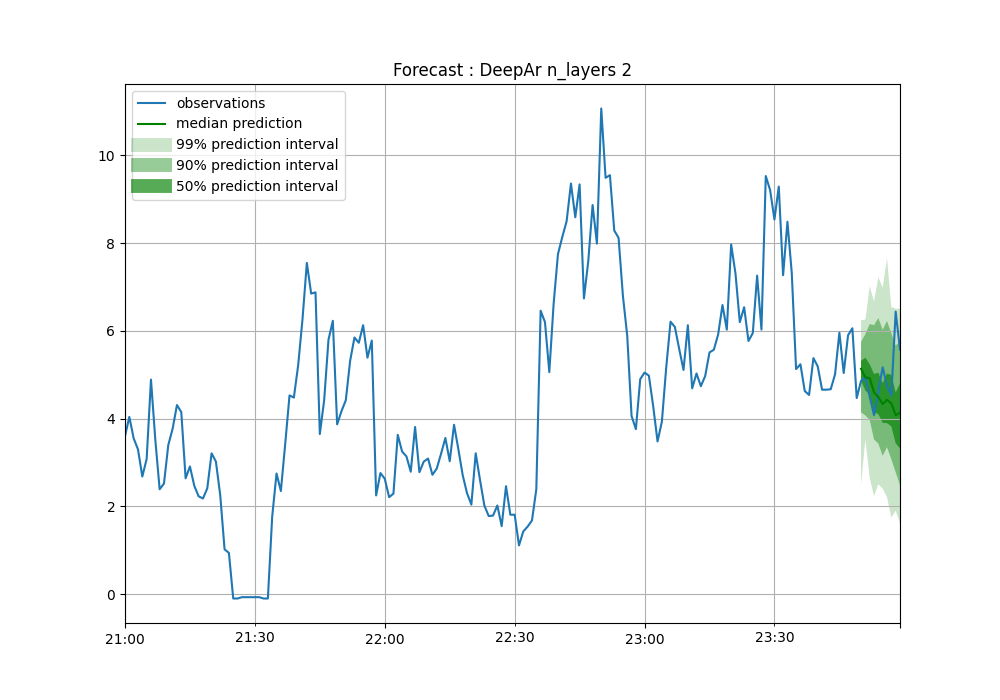 Forecast : DeepAr n_layers 2
observations
median prediction
99% prediction interval
90% prediction interval
50% prediction interval
10
8
6
4
2
0
21:00 21:30 22:00 22:30 23:00 23:30